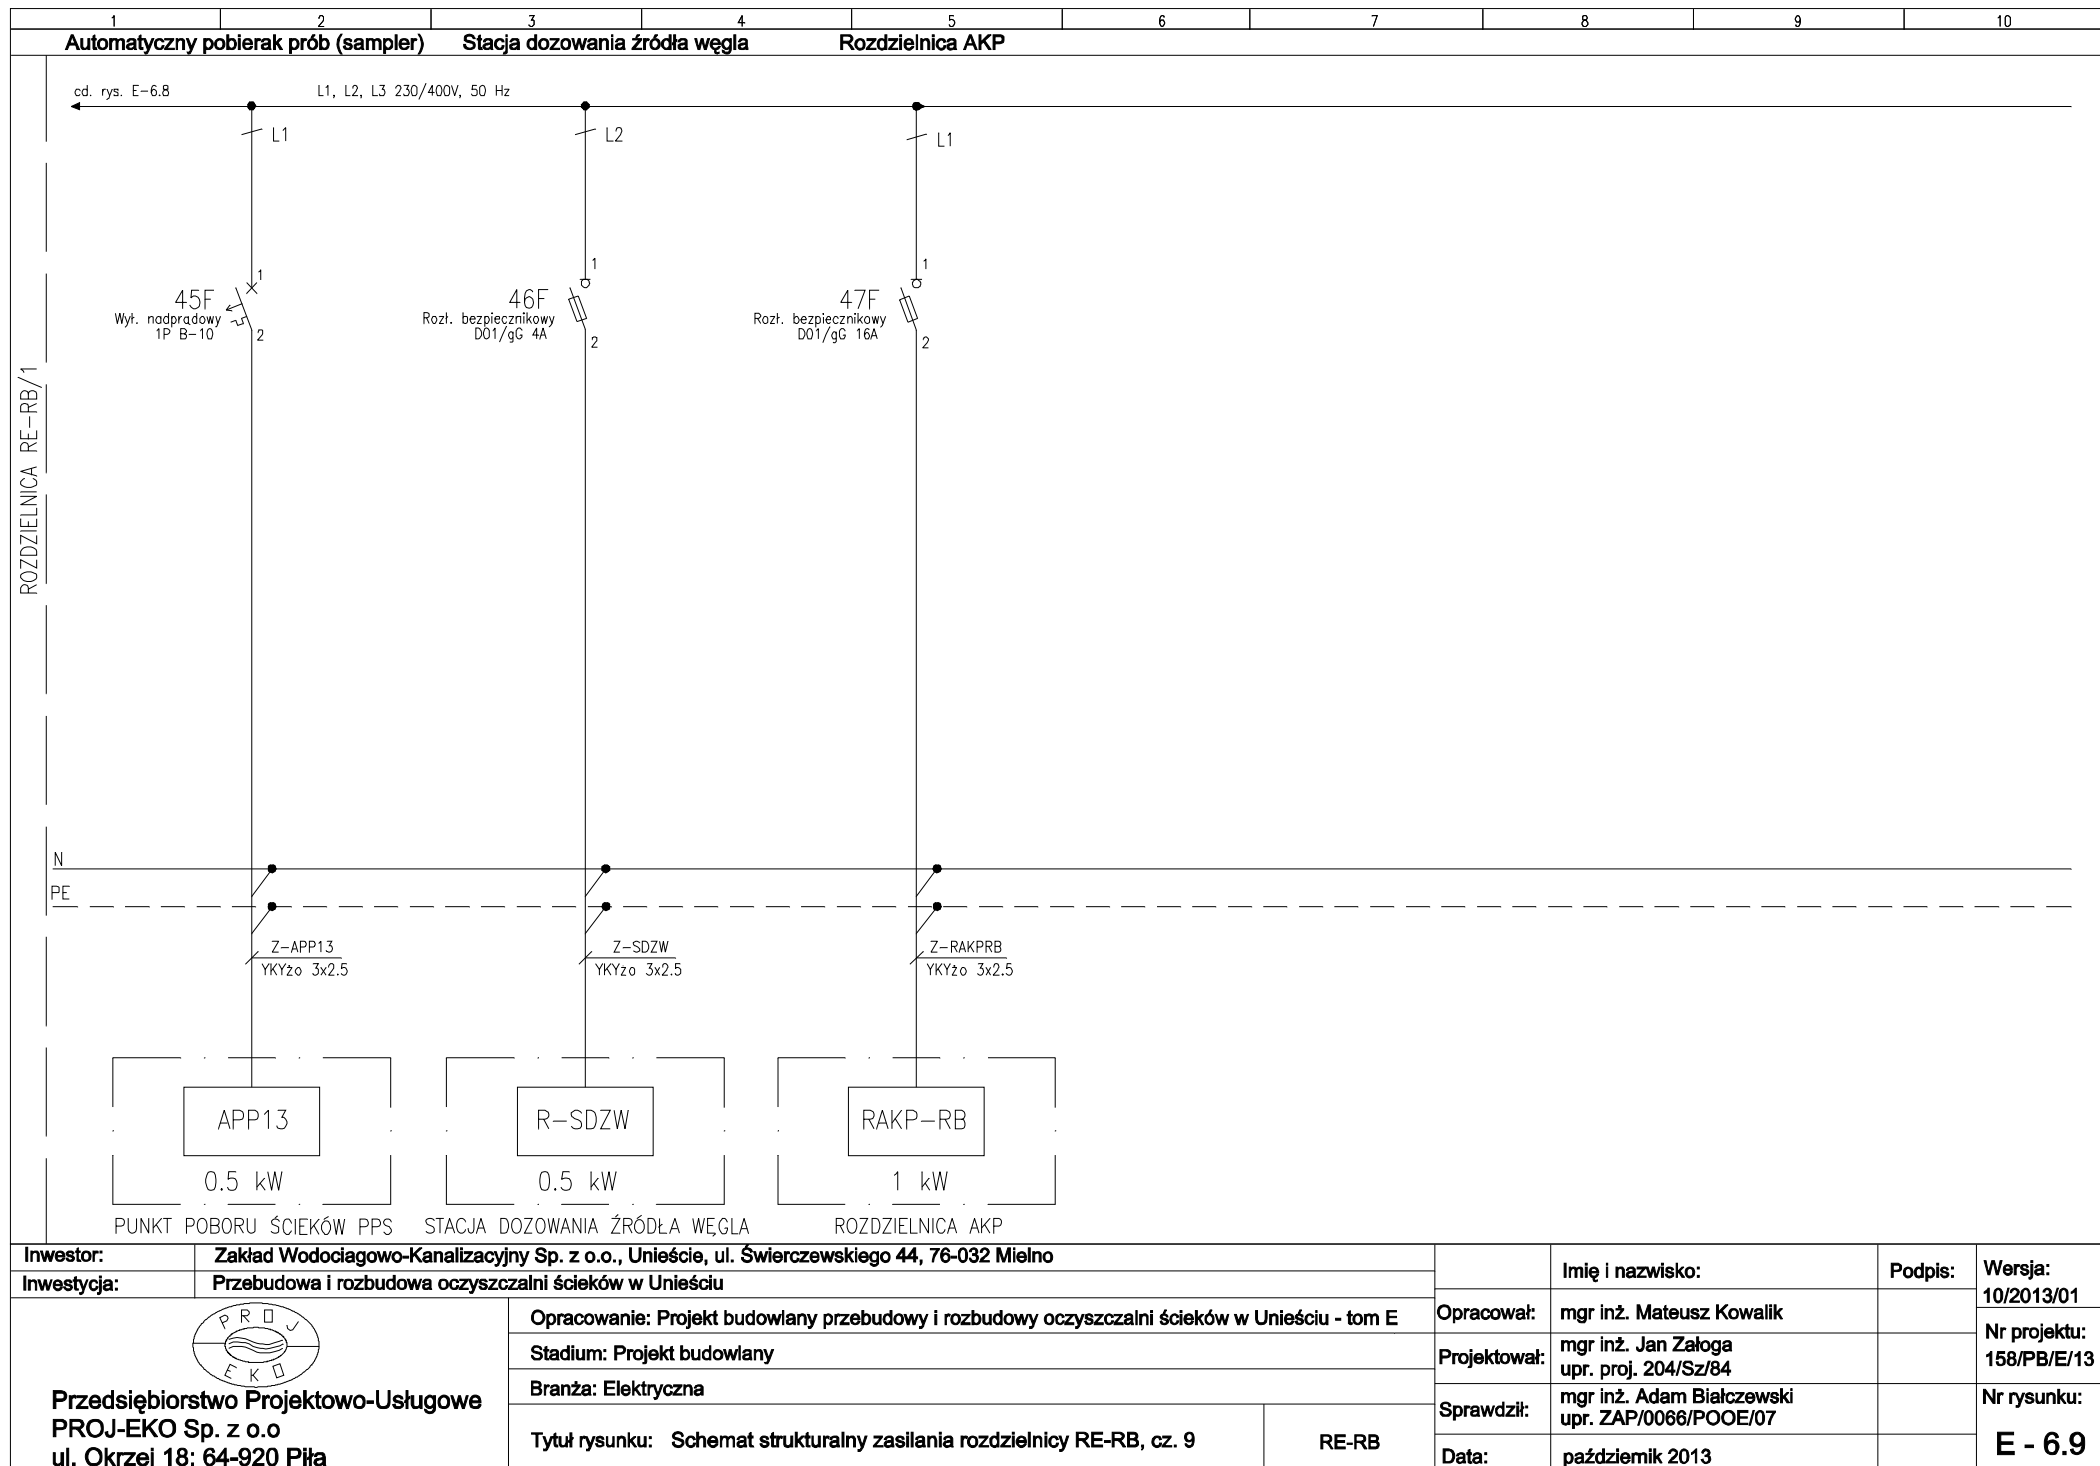 1 2 3 4 5 6 7 8 9 10
Automatyczny pobierak prób (sampler) Stacja dozowania źródła węgla Rozdzielnica AKP
cd. rys. E-6.8 L1, L2, L3 230/400V, 50 Hz
L1 L2 L1
1 1 1
45F 46F 47F
Wył. nadprądowy Rozł. bezpiecznikowy Rozł. bezpiecznikowy
1P B-10 D01/gG 4A D01/gG 16A
2 2 2
ROZDZIELNICA RE-RB/1
N
PE
Z-APP13 Z-SDZW Z-RAKPRB
YKYżo 3x2.5 YKYżo 3x2.5 YKYżo 3x2.5
APP13 R-SDZW RAKP-RB
0.5 kW 0.5 kW 1 kW
PUNKT POBORU ŚCIEKÓW PPS STACJA DOZOWANIA ŹRÓDŁA WĘGLA ROZDZIELNICA AKP
Inwestor: Zakład Wodociagowo-Kanalizacyjny Sp. z o.o., Unieście, ul. Świerczewskiego 44, 76-032 Mielno
Inwestycja: Przebudowa i rozbudowa oczyszczalni ścieków w Unieściu
PROJ
EKO
Przedsiębiorstwo Projektowo-Usługowe
PROJ-EKO Sp. z o.o
ul. Okrzei 18; 64-920 Piła
Opracowanie: Projekt budowlany przebudowy i rozbudowy oczyszczalni ścieków w Unieściu - tom E
Stadium: Projekt budowlany
Branża: Elektryczna
Tytuł rysunku: Schemat strukturalny zasilania rozdzielnicy RE-RB, cz. 9 RE-RB
Imię i nazwisko: Podpis:
Opracował: mgr inż. Mateusz Kowalik
Projektował: mgr inż. Jan Załoga
upr. proj. 204/Sz/84
Sprawdził: mgr inż. Adam Białczewski
upr. ZAP/0066/POOE/07
Data: październik 2013
Wersja:
10/2013/01
Nr projektu:
158/PB/E/13
Nr rysunku:
E - 6.9